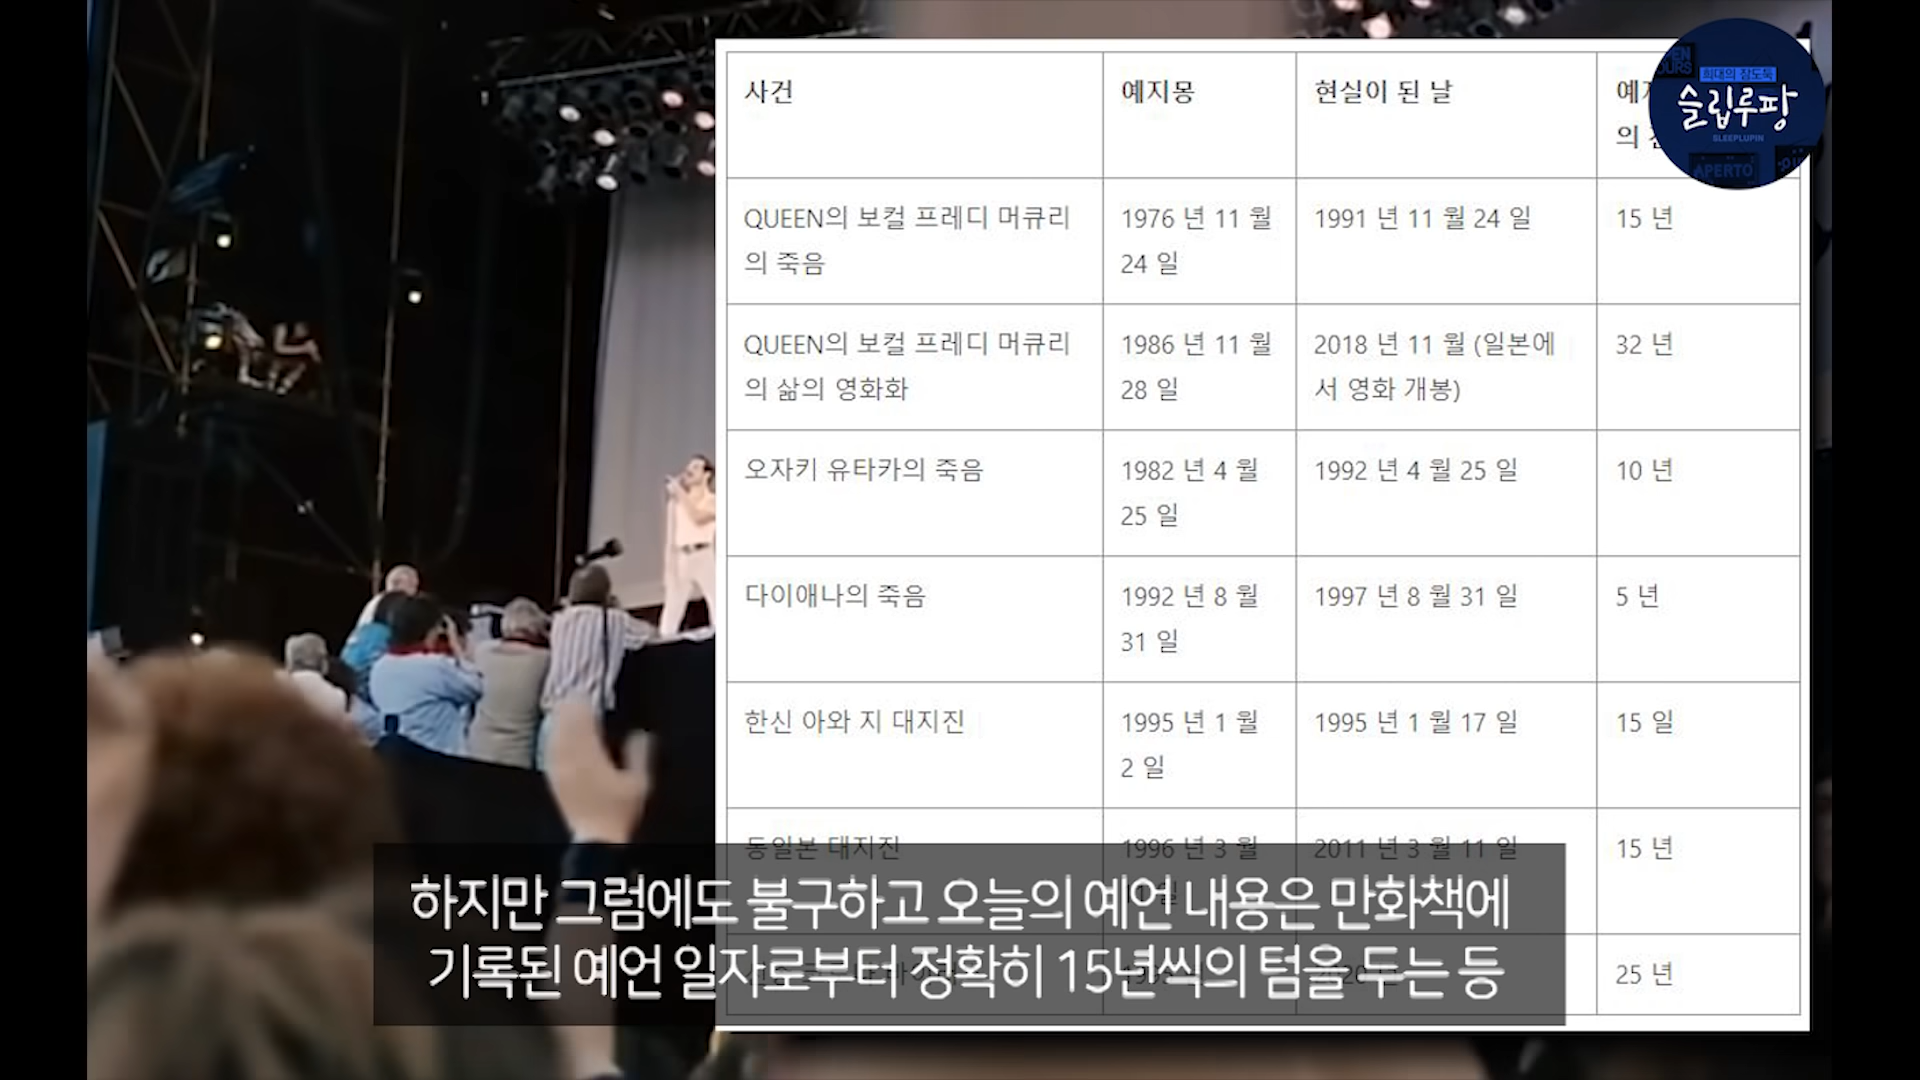 사건
예지몽
현실이 된 날
의
희대의 잠도둑
슬립루팡
SLEEPLUPIN
APERTO
QUEEN의 보컬 프레디 머큐리
의 죽음
1976 년 11 월
24 일
1991 년 11 월 24 일
15 년
QUEEN의 보컬 프레디 머큐리
의 삶의 영화화
1986 년 11 월
28 일
2018 년 11 월 (일본에
서 영화 개봉)
32 년
오자키 유타카의 죽음
1982 년 4 월
25 일
1992 년 4 월 25 일
10 년
다이애나의 죽음
1992 년 8 월
31 일
1997 년 8 월 31 일
5 년
한신 아와 지 대지진
1995 년 1 월
2 일
1995 년 1 월 17 일
15 일
동일본 대지진
1996 년 3 월
2011 년 3 월 11 일
15 년
25 년
하지만 그럼에도 불구하고 오늘의 예언 내용은 만화책에
기록된 예언 일자로부터 정확히 15년씩의 텀을 두는 등